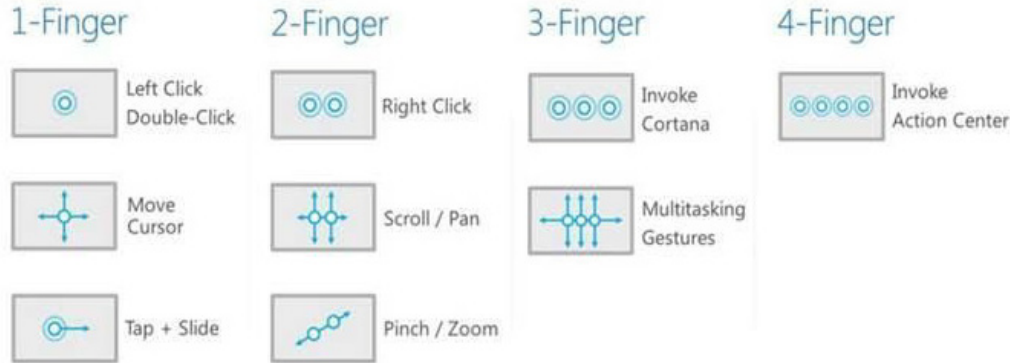 1-Finger
Left Click
Double-Click
Move
Cursor
Tap + Slide
2-Finger
Right Click
Scroll / Pan
Pinch / Zoom
3-Finger
Invoke
Cortana
Multitasking
Gestures
4-Finger
Invoke
Action Center